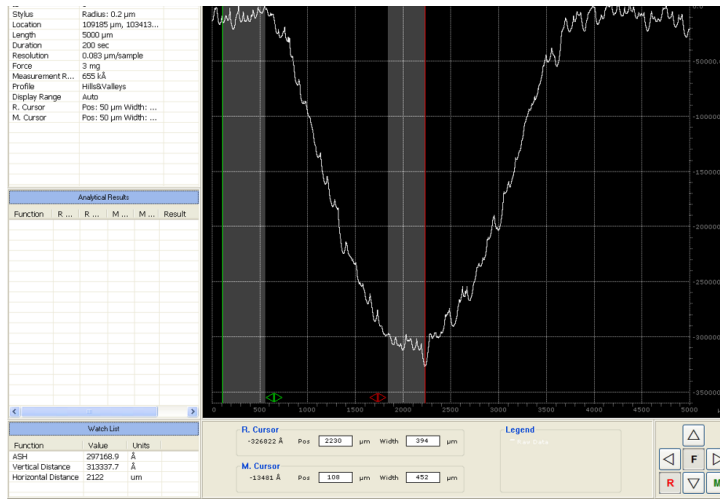 Stylus Radius: 0.2 µm
Location 109185 µm, 103413...
Length 5000 µm
Duration 200 sec
Resolution 0.083 µm/sample
Force 3 mg
Measurement R... 655 kÅ
Profile Hills&Valleys
Display Range Auto
R. Cursor Pos: 50 µm Width: ...
M. Cursor Pos: 50 µm Width: ...
Analytical Results
Function R ... R ... M ... M ... Result
Watch List
Function Value Units
ASH 297168.9 Å
Vertical Distance 313337.7 Å
Horizontal Distance 2122 um
0.0
-50000
-100000
-150000
-200000
-250000
-300000
-350000
0 500 1000 1500 2000 2500 3000 3500 4000 4500 5000
R. Cursor
-326822 Å Pos 2230 µm Width 394 µm
M. Cursor
-13481 Å Pos 108 µm Width 452 µm
Legend
F
R M